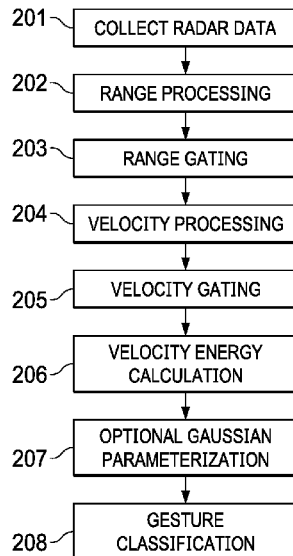 201
COLLECT RADAR DATA
202
RANGE PROCESSING
203
RANGE GATING
204
VELOCITY PROCESSING
205
VELOCITY GATING
206
VELOCITY ENERGY
CALCULATION
207
OPTIONAL GAUSSIAN
PARAMETERIZATION
208
GESTURE
CLASSIFICATION